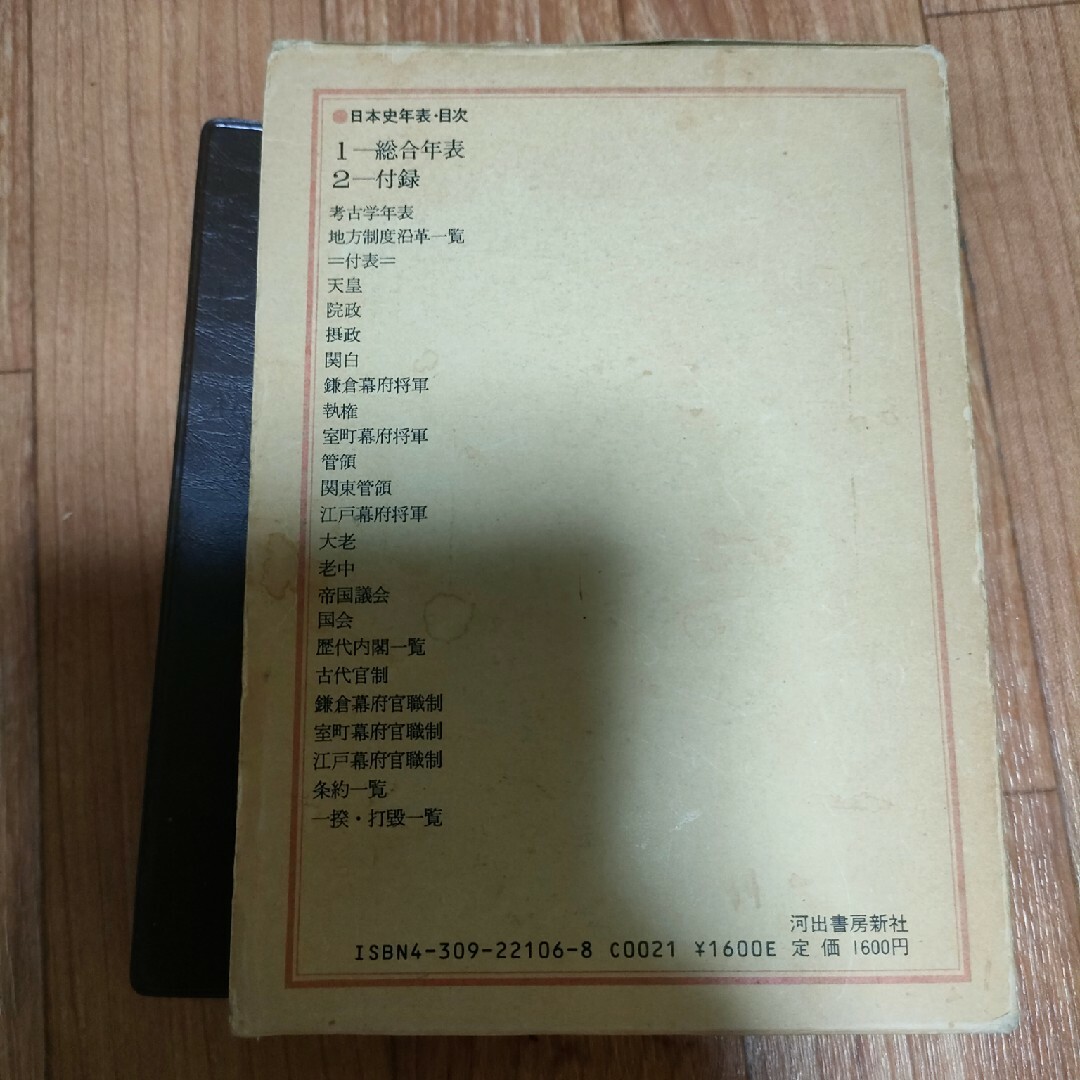 ●日本史年表・目次
1—総合年表
2—付録
考古学年表
地方制度沿革一覧
=付表=
天皇
院政
摂政
関白
鎌倉幕府将軍
執権
室町幕府将軍
管領
関東管領
江戸幕府将軍
大老
老中
帝国議会
国会
歴代内閣一覧
古代官制
鎌倉幕府官職制
室町幕府官職制
江戸幕府官職制
条約一覧
一揆・打毀一覧
河出書房新社
ISBN4-309-22106-8 C0021 ¥1600E 定価 1600円